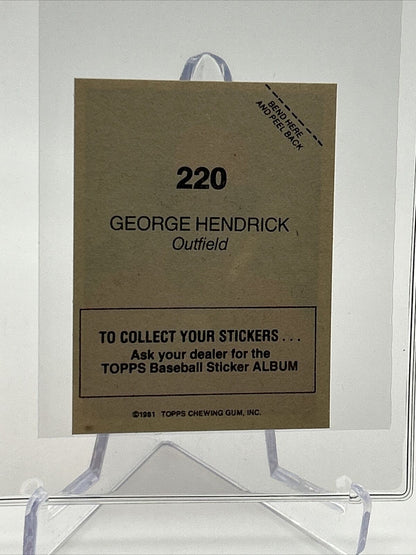 BEND HERE
AND PEEL BACK
220
GEORGE HENDRICK
Outfield
TO COLLECT YOUR STICKERS...
Ask your dealer for the
TOPPS Baseball Sticker ALBUM
©1981 TOPPS CHEWING GUM, INC.